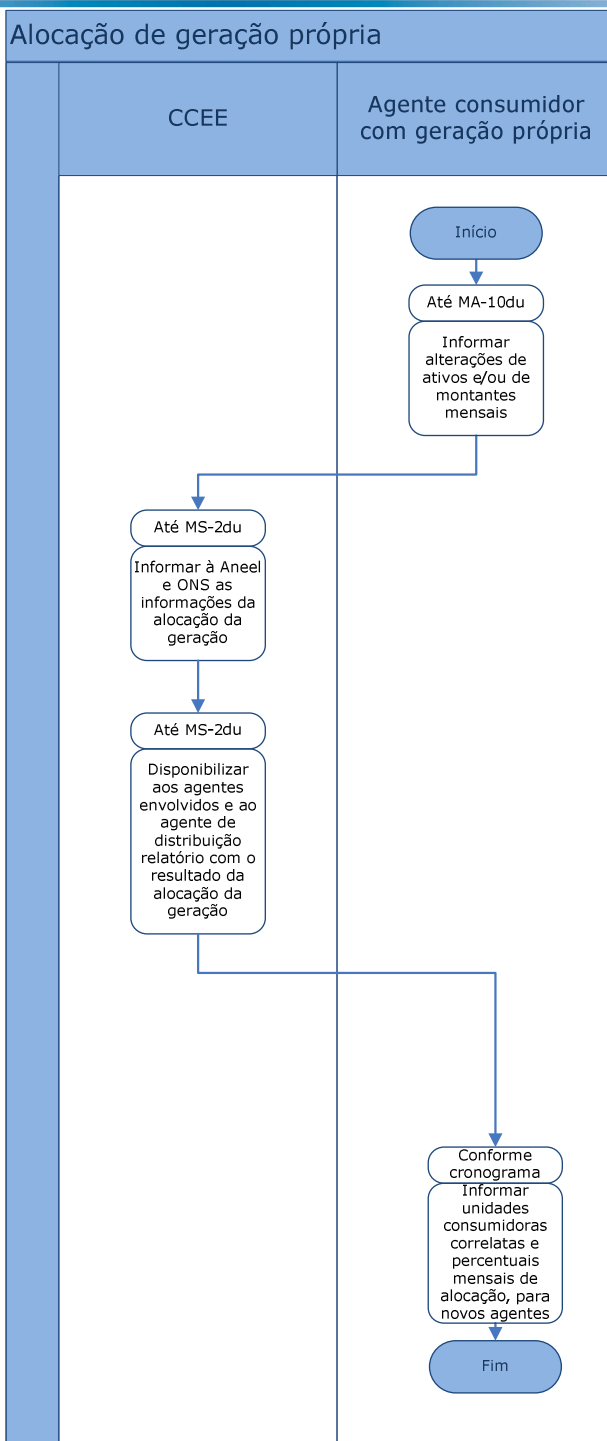 Alocação de geração própria
CCEE
Agente consumidor
com geração própria
Início
Até MA-10du
Informar
alterações de
ativos e/ou de
montantes
mensais
Até MS-2du
Informar à Aneel
e ONS as
informações da
alocação da
geração
Até MS-2du
Disponibilizar
aos agentes
envolvidos e ao
agente de
distribuição
relatório com o
resultado da
alocação da
geração
Conforme
cronograma
Informar
unidades
consumidoras
correlatas e
percentuais
mensais de
alocação, para
novos agentes
Fim